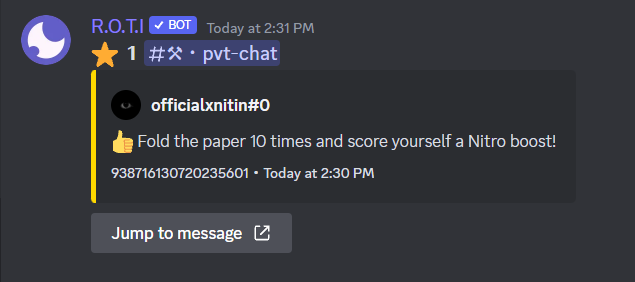 R.O.T.I ✓ BOT Today at 2:31 PM
⭐ 1 #⚒・pvt-chat
officialxnitin#0
👍Fold the paper 10 times and score yourself a Nitro boost!
938716130720235601 • Today at 2:30 PM
Jump to message